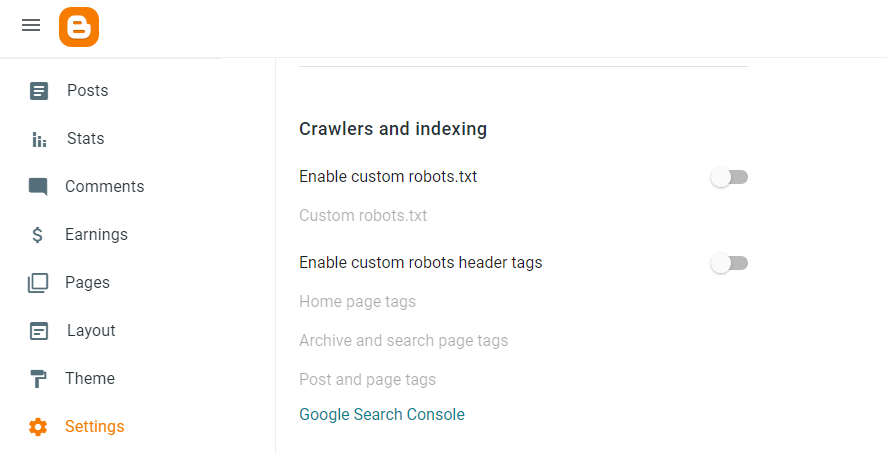 Posts
Stats
Comments
Earnings
Pages
Layout
Theme
Settings
Crawlers and indexing
Enable custom robots.txt
Custom robots.txt
Enable custom robots header tags
Home page tags
Archive and search page tags
Post and page tags
Google Search Console